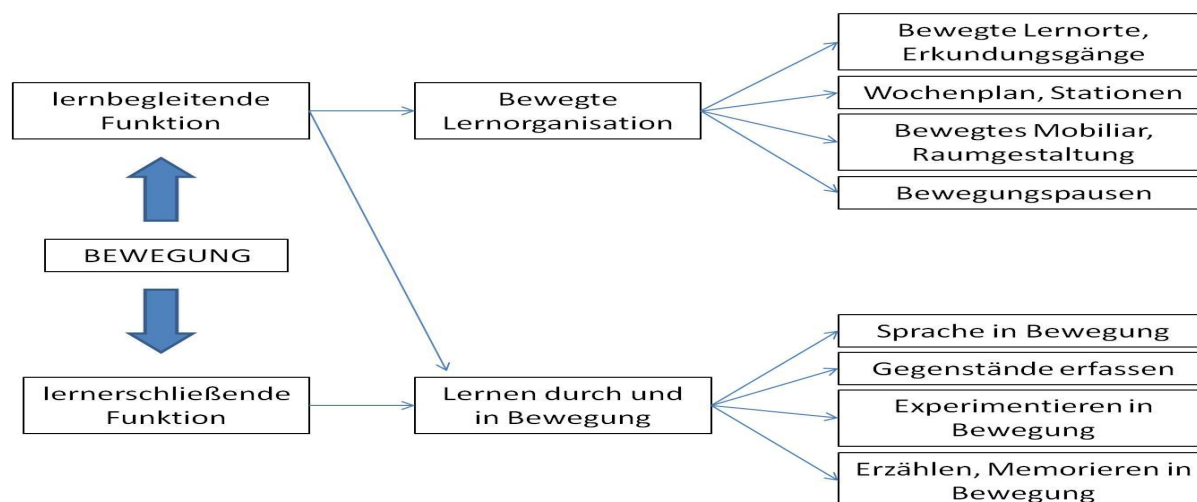 lernbegleitende
Funktion
BEWEGUNG
lernerschließende
Funktion
Bewegte
Lernorganisation
Lernen durch und
in Bewegung
Bewegte Lernorte,
Erkundungsgänge
Wochenplan, Stationen
Bewegtes Mobiliar,
Raumgestaltung
Bewegungspausen
Sprache in Bewegung
Gegenstände erfassen
Experimentieren in
Bewegung
Erzählen, Memorieren in
Bewegung